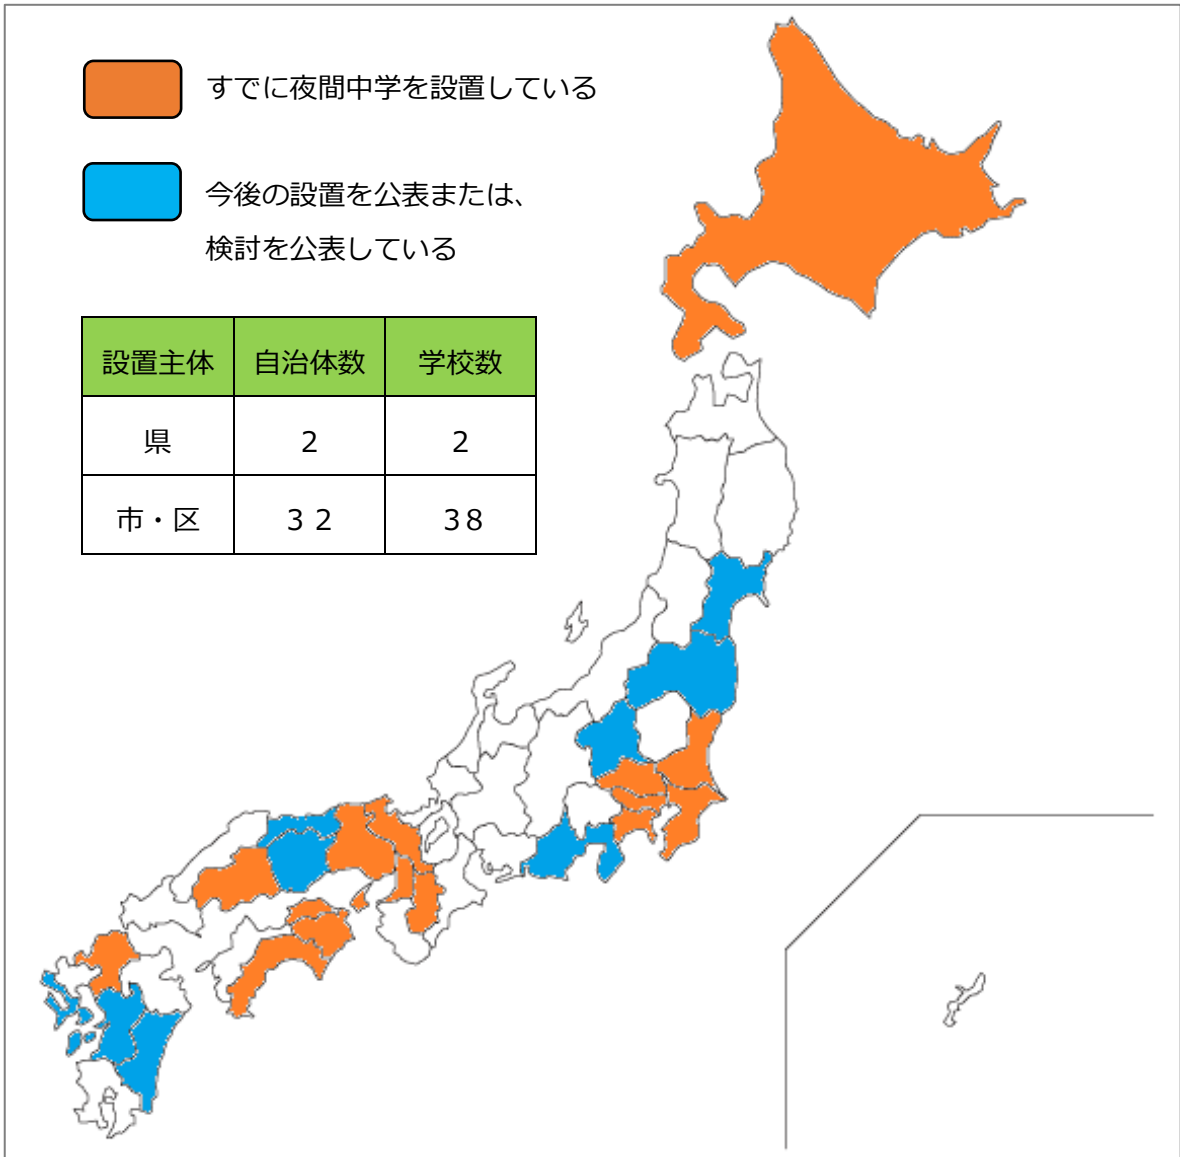 すでに夜間中学を設置している
今後の設置を公表または、
検討を公表している
設置主体 自治体数 学校数
県 2 2
市・区 32 38